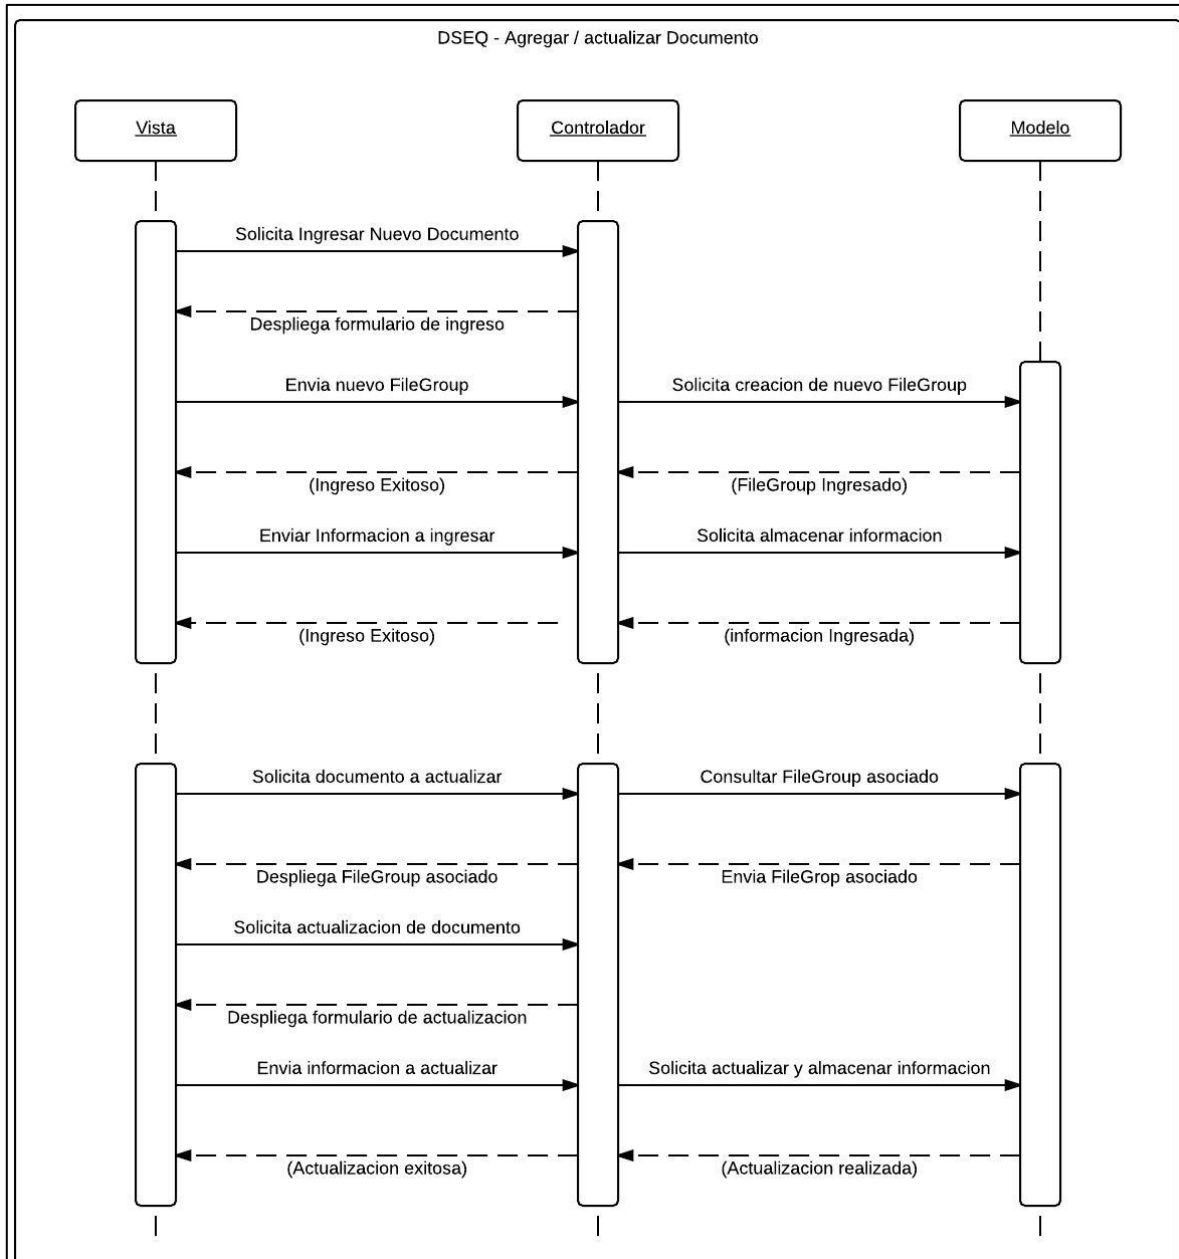 DSEQ - Agregar / actualizar Documento
Vista
Controlador
Modelo
Solicita Ingresar Nuevo Documento
Despliega formulario de ingreso
Envia nuevo FileGroup
Solicita creacion de nuevo FileGroup
(Ingreso Exitoso)
(FileGroup Ingresado)
Enviar Informacion a ingresar
Solicita almacenar informacion
(Ingreso Exitoso)
(informacion Ingresada)
Solicita documento a actualizar
Consultar FileGroup asociado
Despliega FileGroup asociado
Envia FileGrop asociado
Solicita actualizacion de documento
Despliega formulario de actualizacion
Envia informacion a actualizar
Solicita actualizar y almacenar informacion
(Actualizacion exitosa)
(Actualizacion realizada)